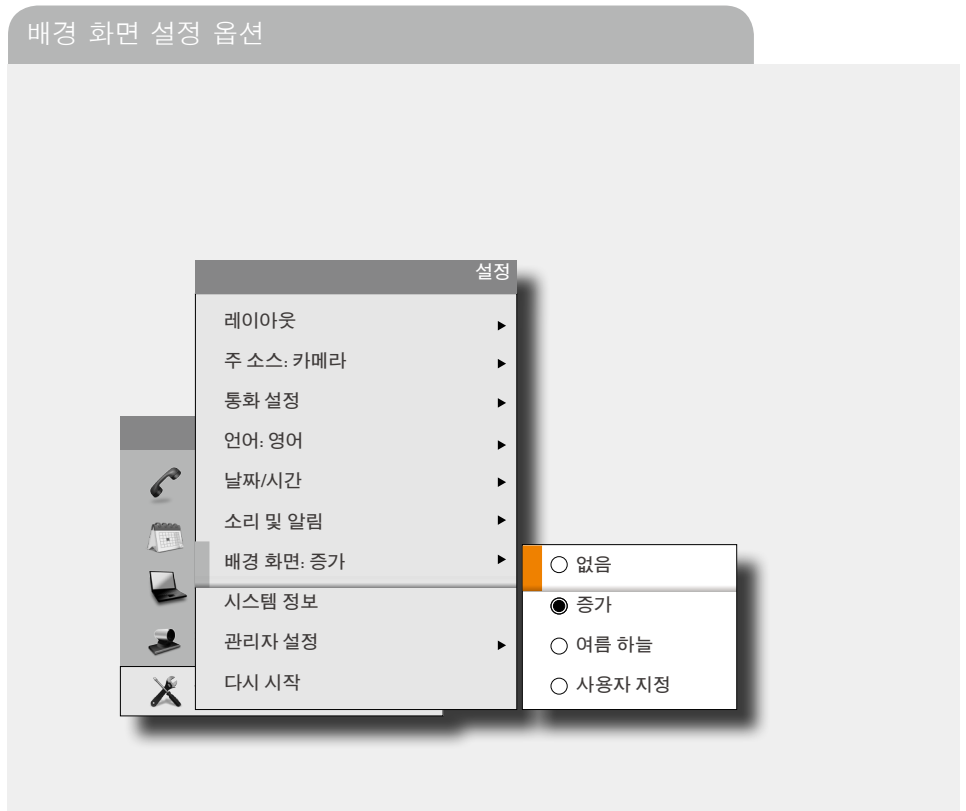 배경 화면 설정 옵션
설정
레이아웃
주 소스: 카메라
통화 설정
언어: 영어
날짜/시간
소리 및 알림
배경 화면: 증가
시스템 정보
관리자 설정
다시 시작
없음
증가
여름 하늘
사용자 지정